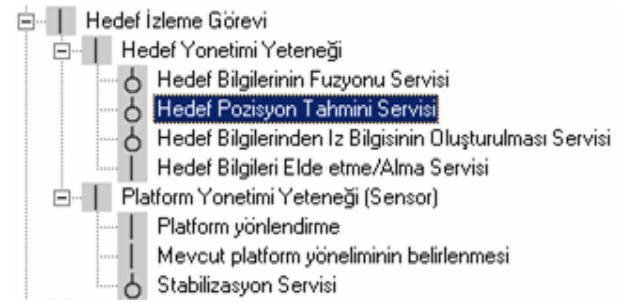 Hedef İzleme Görevi
Hedef Yonetimi Yeteneği
Hedef Bilgilerinin Fuzyonu Servisi
Hedef Pozisyon Tahmini Servisi
Hedef Bilgilerinden Iz Bilgisinin Oluşturulması Servisi
Hedef Bilgileri Elde etme/Alma Servisi
Platform Yonetimi Yeteneği (Sensor)
Platform yönlendirme
Mevcut platform yöneliminin belirlenmesi
Stabilizasyon Servisi